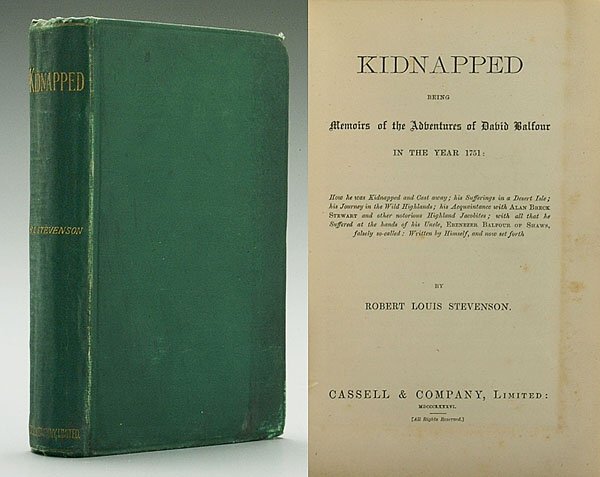 KIDNAPPED
R.L. STEVENSON
LIMITED.
KIDNAPPED
BEING
Memoirs of the Adventures of David Balfour
IN THE YEAR 1751:
How he was Kidnapped and Cast away; his Sufferings in a Desert Isle;
his Journey in the Wild Highlands; his Acquaintance with ALAN BRECK
STEWART and other notorious Highland Jacobites; with all that he
Suffered at the hands of his Uncle, EBENEZER BALFOUR OF SHAWS,
falsely so-called: Written by Himself, and now set forth
BY
ROBERT LOUIS STEVENSON.
CASSELL & COMPANY, LIMITED:
MDCCCLXXXVI.
[All Rights Reserved.]